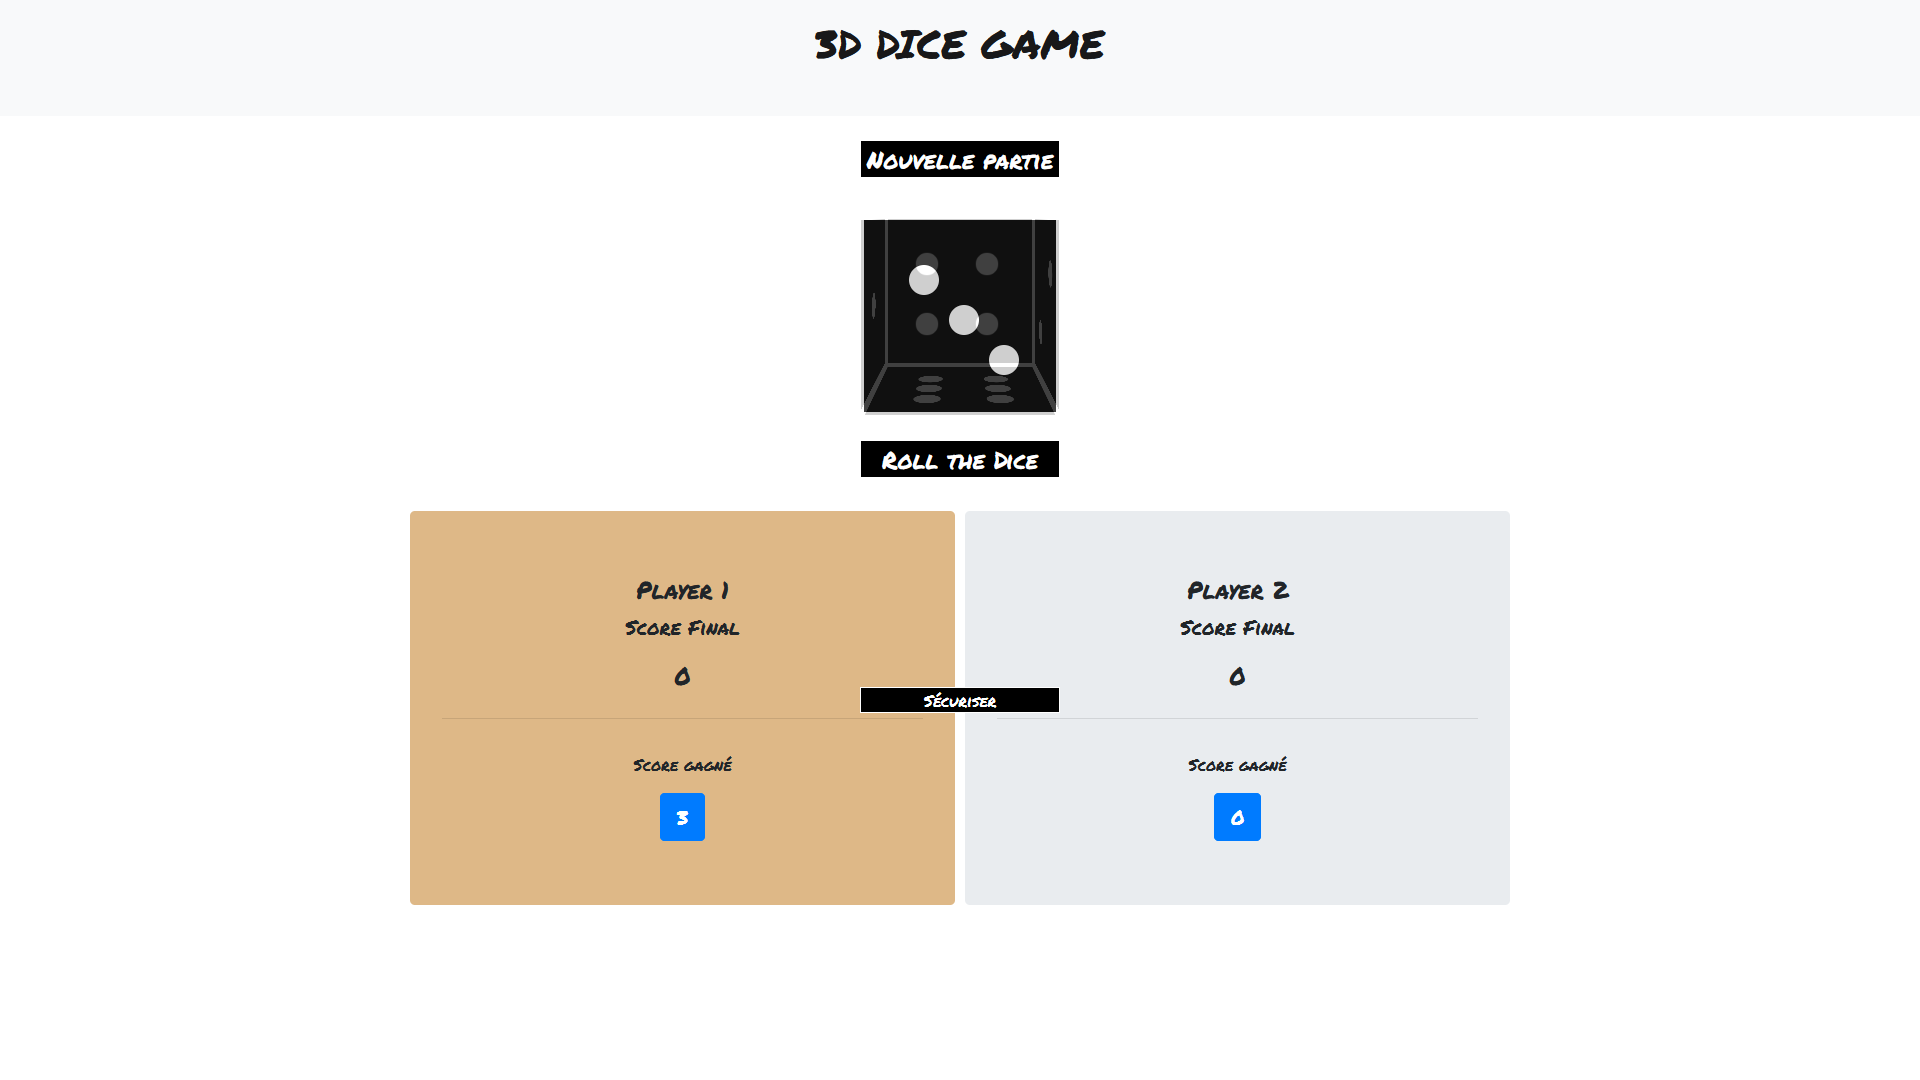 3D DICE GAME
Nouvelle partie
Roll the Dice
Player 1
Score Final
0
Player 2
Score Final
0
Sécuriser
Score gagné
3
Score gagné
0